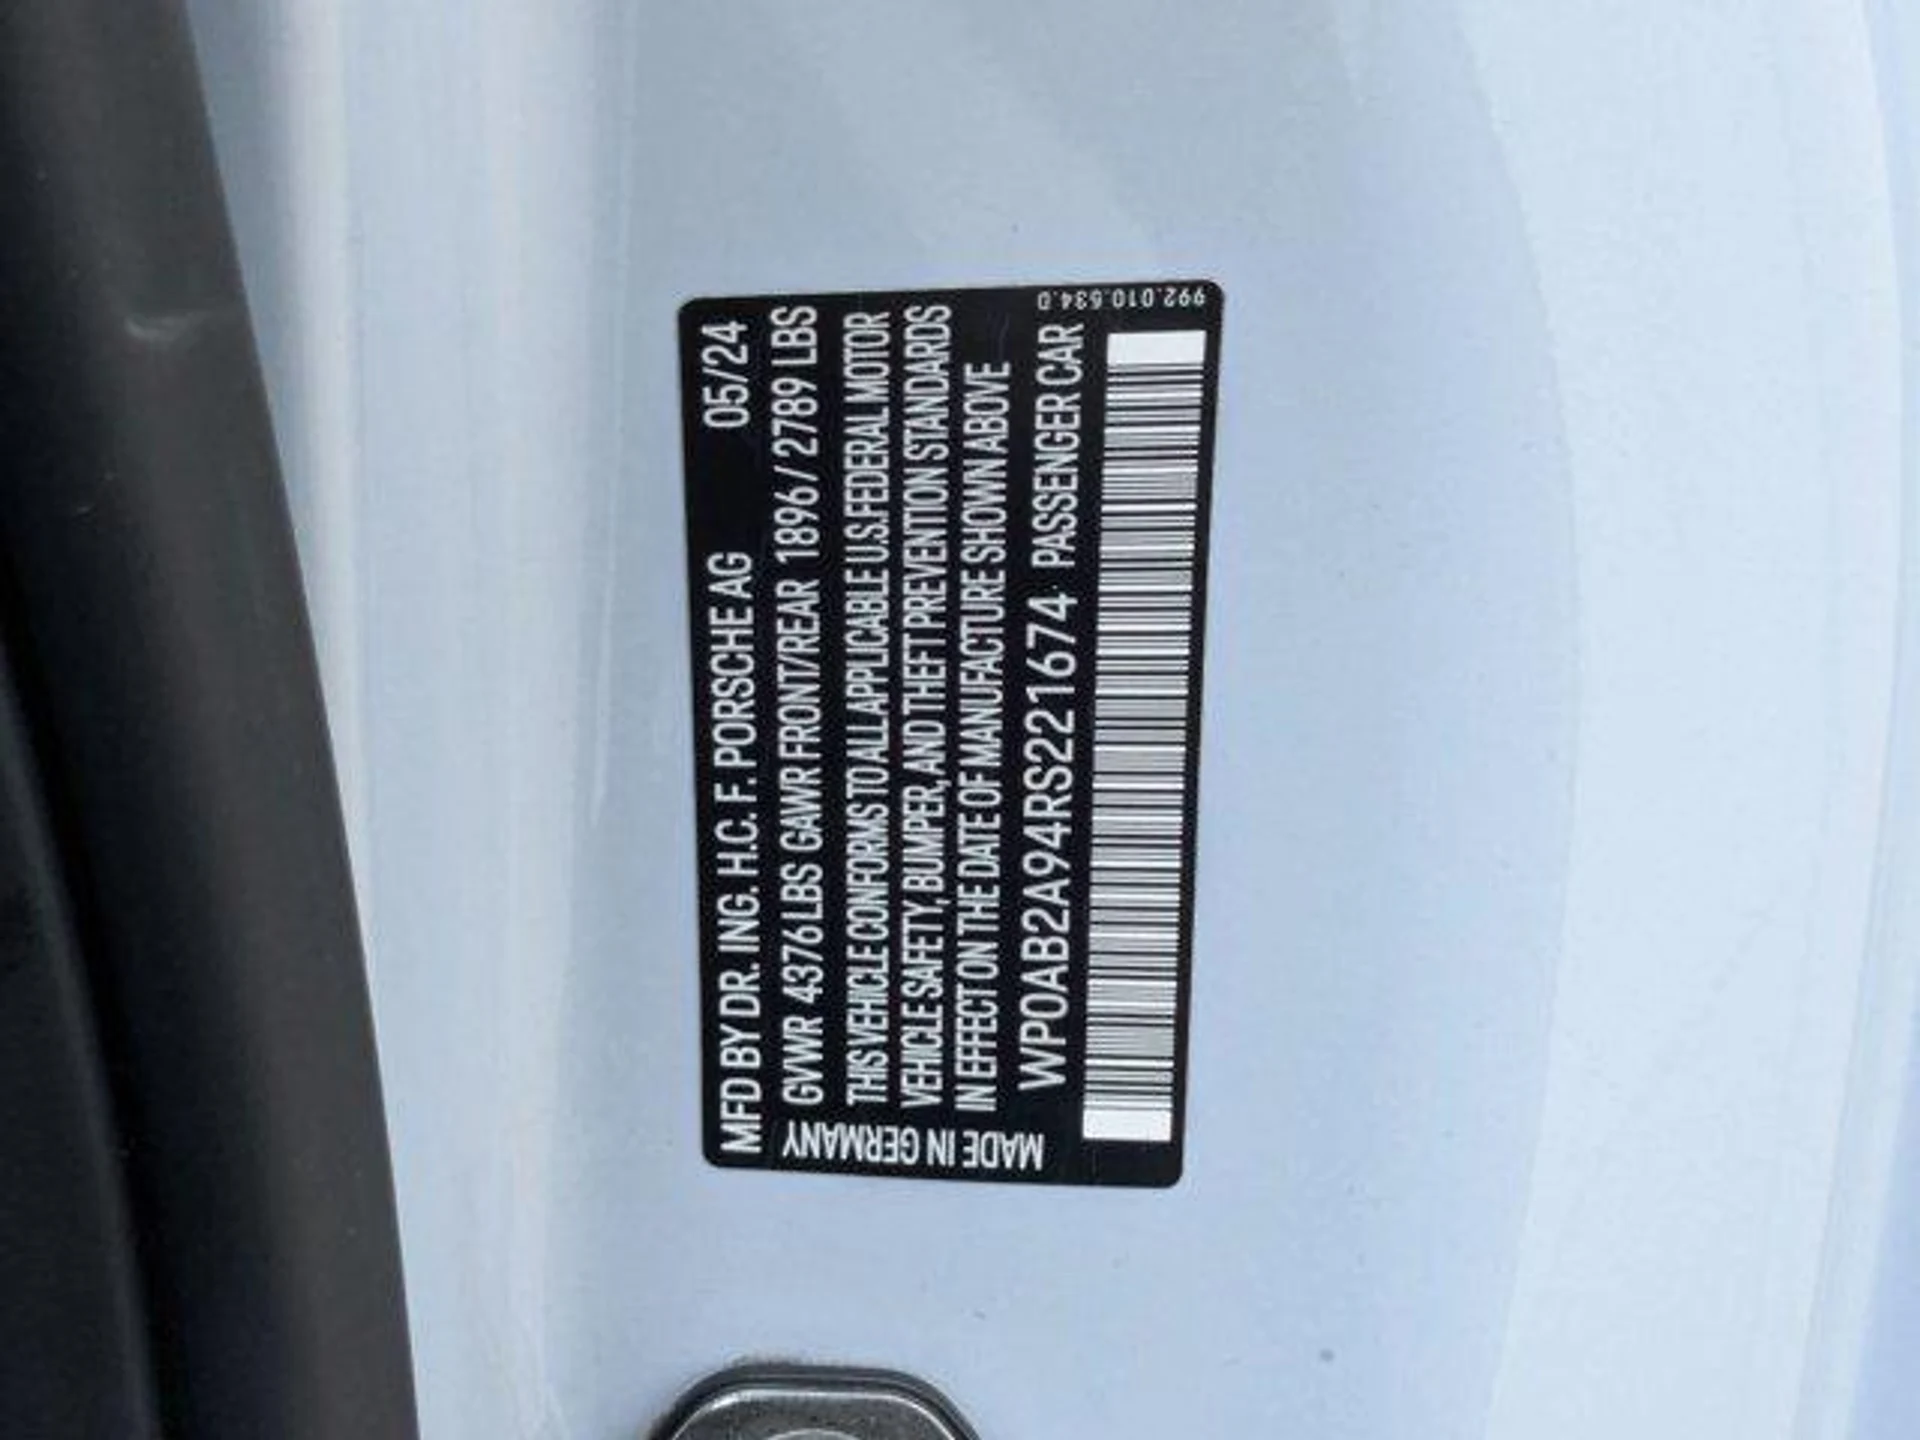 MFD BY DR. ING. H.C. F. PORSCHE AG 05/24
GVWR 4376 LBS GAWR FRONT/REAR 1896/2789 LBS
THIS VEHICLE CONFORMS TO ALL APPLICABLE U.S. FEDERAL MOTOR
VEHICLE SAFETY, BUMPER, AND THEFT PREVENTION STANDARDS
IN EFFECT ON THE DATE OF MANUFACTURE SHOWN ABOVE
WP0AB2A94RS221674 PASSENGER CAR
MADE IN GERMANY
992.010.534.D